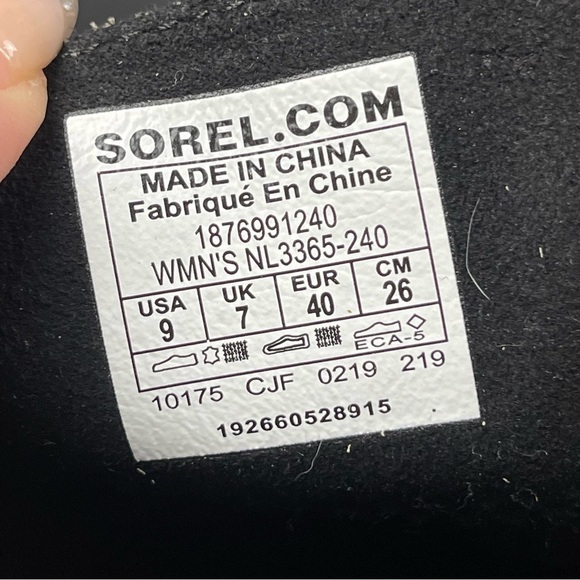 SOREL.COM
MADE IN CHINA
Fabriqué En Chine
1876991240
WMN'S NL3365-240
USA UK EUR CM
9 7 40 26
ECA-5
10175 CJF 0219 219
192660528915